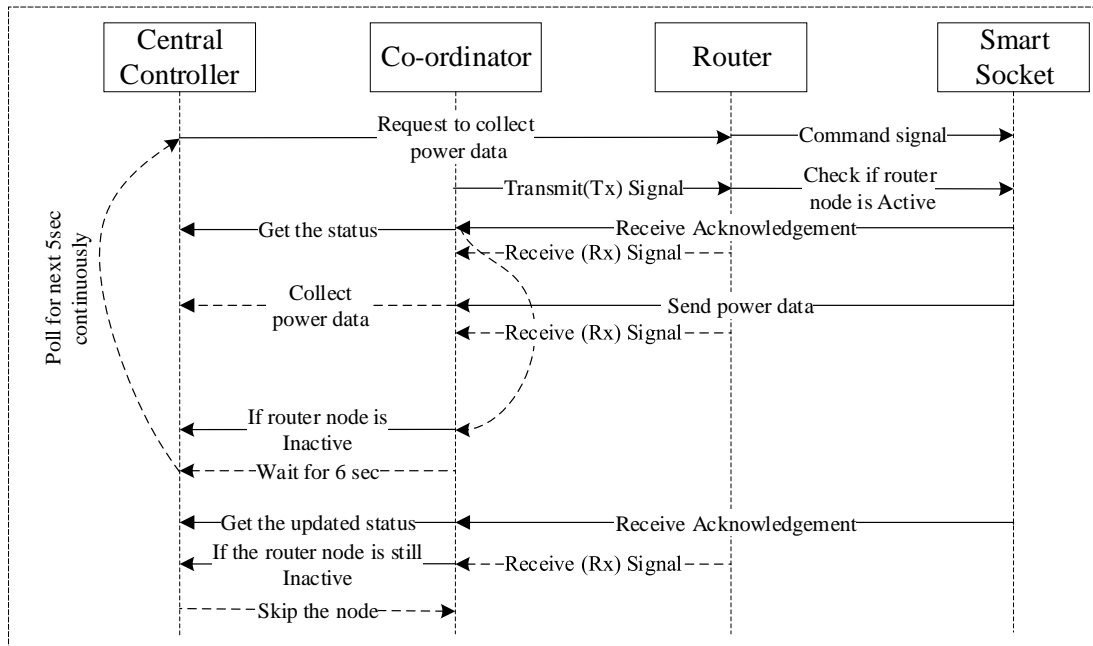 Central
Controller
Co-ordinator
Router
Smart
Socket
Request to collect
power data
Command signal
Transmit(Tx) Signal
Check if router
node is Active
Get the status
Receive Acknowledgement
Receive (Rx) Signal
Poll for next 5sec
continuously
Collect
power data
Send power data
Receive (Rx) Signal
If router node is
Inactive
Wait for 6 sec
Get the updated status
Receive Acknowledgement
If the router node is still
Inactive
Receive (Rx) Signal
Skip the node